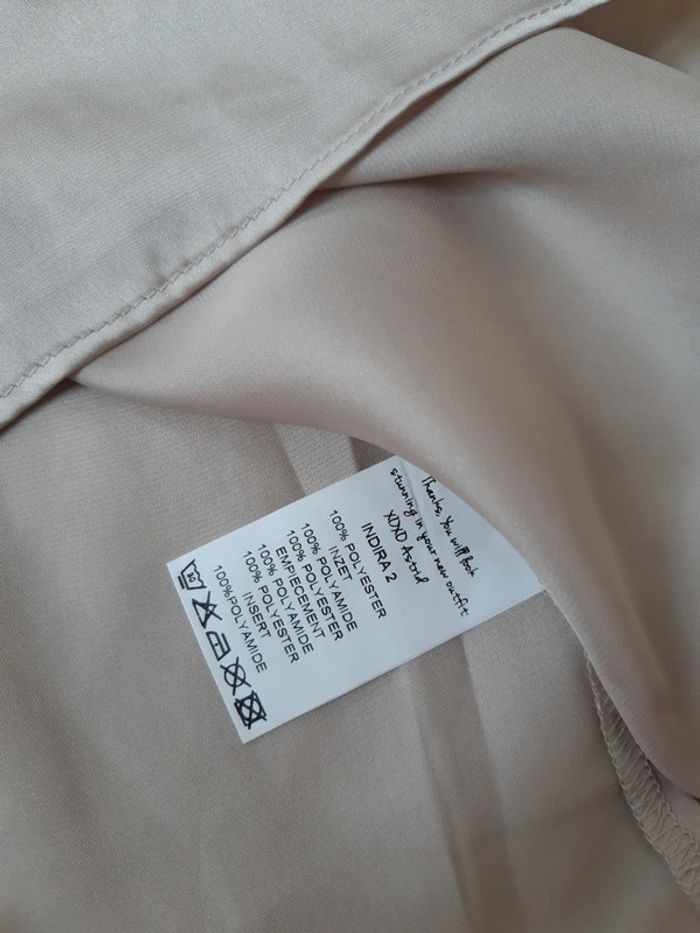 Thanks, You will look
stunning in your new outfit
XOXO Astrid
INDIRA 2
100% POLYESTER
INZET
100% POLYAMIDE
100% POLYESTER
EMPIECEMENT
100% POLYAMIDE
100% POLYESTER
INSERT
100%POLYAMIDE
30